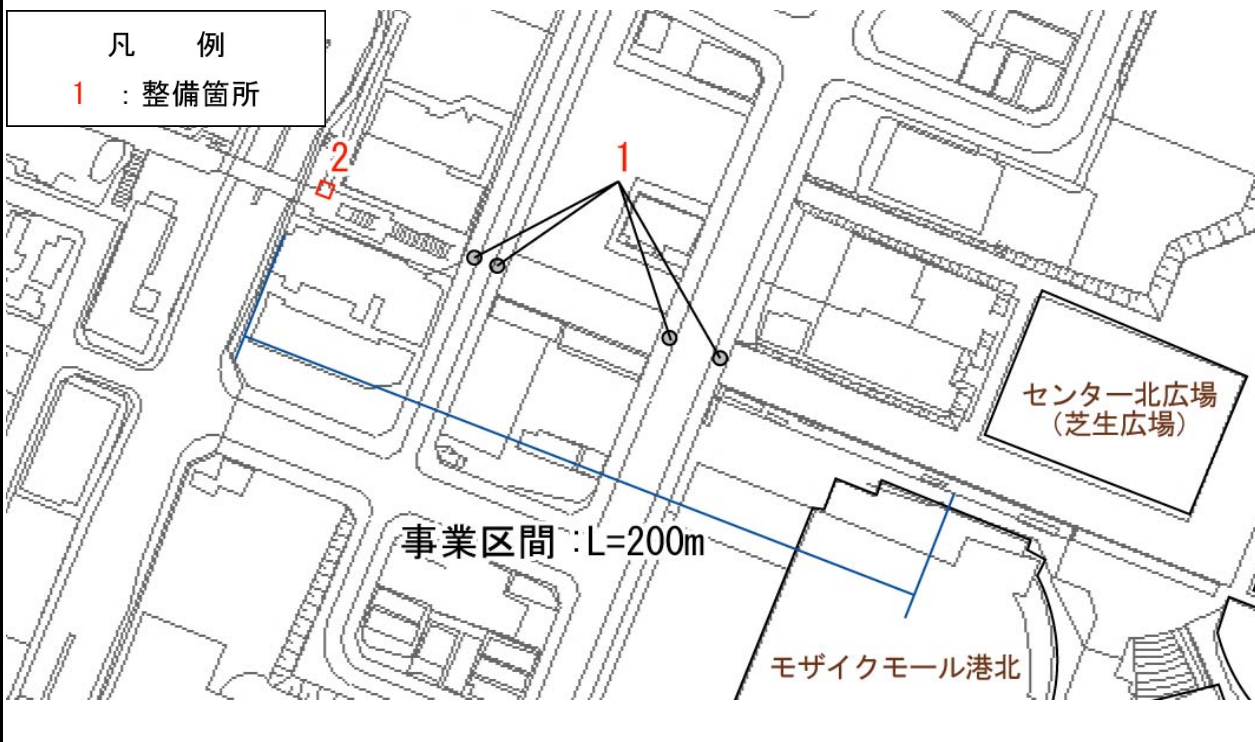 凡 例
1 : 整備箇所
2
1
センター北広場
(芝生広場)
事業区間 : L=200m
モザイクモール港北